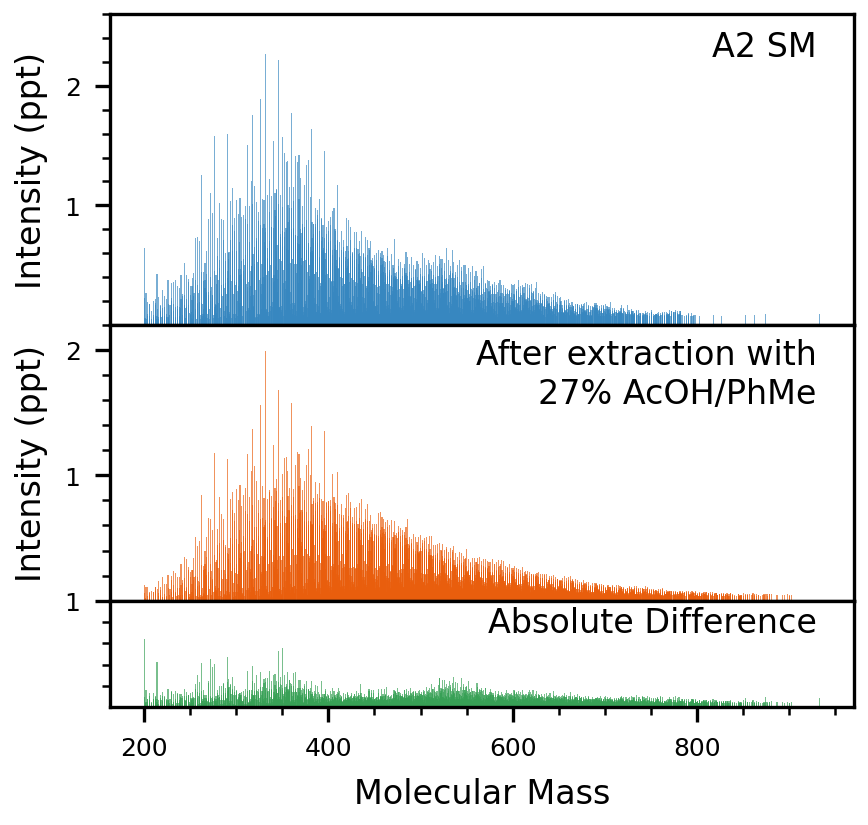 A2 SM
Intensity (ppt)
2
1
After extraction with
27% AcOH/PhMe
Intensity (ppt)
2
1
1
Absolute Difference
200 400 600 800
Molecular Mass